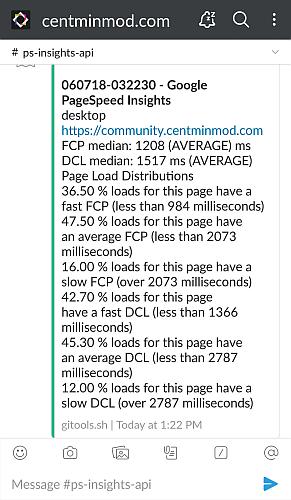 centminmod.com
# ps-insights-api
060718-032230 - Google
PageSpeed Insights
desktop
https://community.centminmod.com
FCP median: 1208 (AVERAGE) ms
DCL median: 1517 ms (AVERAGE)
Page Load Distributions
36.50 % loads for this page have a
fast FCP (less than 984 milliseconds)
47.50 % loads for this page have
an average FCP (less than 2073
milliseconds)
16.00 % loads for this page have a
slow FCP (over 2073 milliseconds)
42.70 % loads for this page
have a fast DCL (less than 1366
milliseconds)
45.30 % loads for this page have
an average DCL (less than 2787
milliseconds)
12.00 % loads for this page have a
slow DCL (over 2787 milliseconds)
gitools.sh | Today at 1:22 PM
Message #ps-insights-api